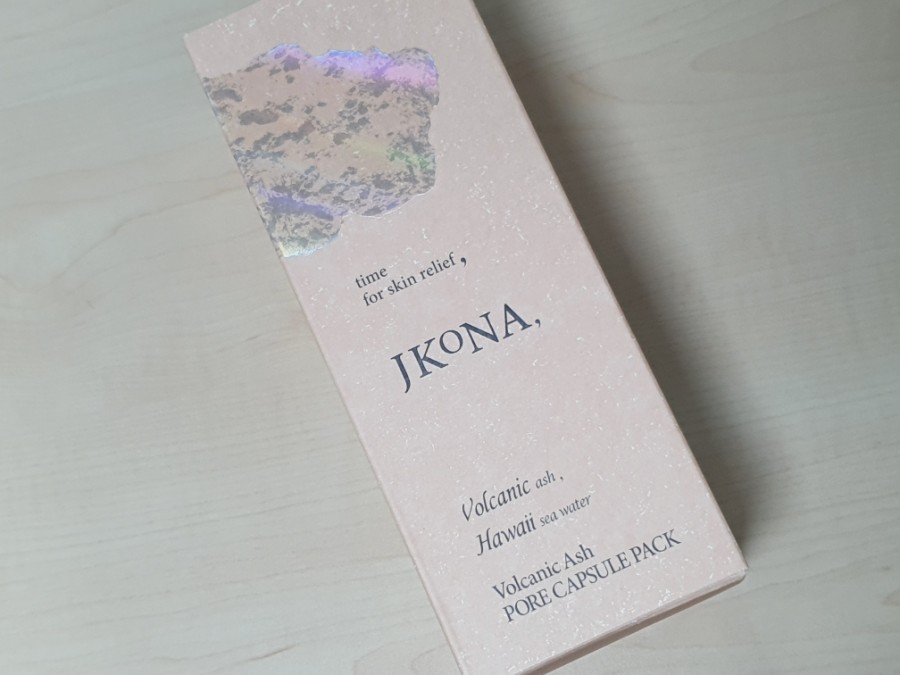 time
for skin relief,
JKONA,
Volcanic ash,
Hawaii sea water
Volcanic Ash
PORE CAPSULE PACK